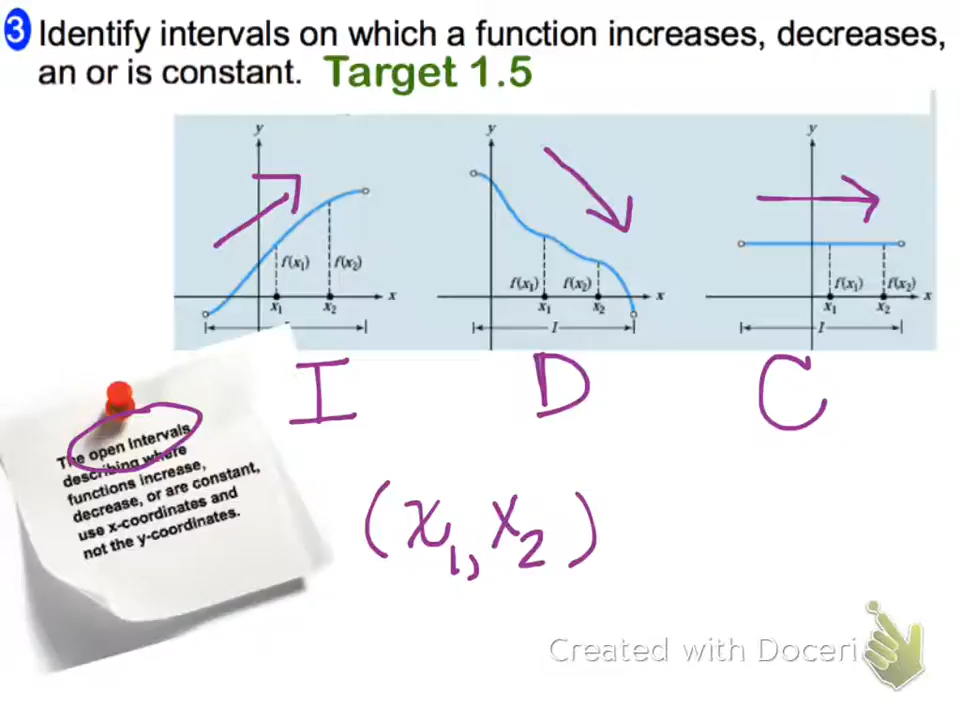 3 Identify intervals on which a function increases, decreases,
an or is constant. Target 1.5
y
f(x₁) f(x₂)
x
x₁ x₂
y
f(x₁) f(x₂)
x
x₁ x₂
I
y
f(x₁) f(x₂)
x
x₁ x₂
I
I D C
The open intervals
describing where
functions increase,
decrease, or are constant,
use x-coordinates and
not the y-coordinates.
(x₁, x₂)
Created with Doceri